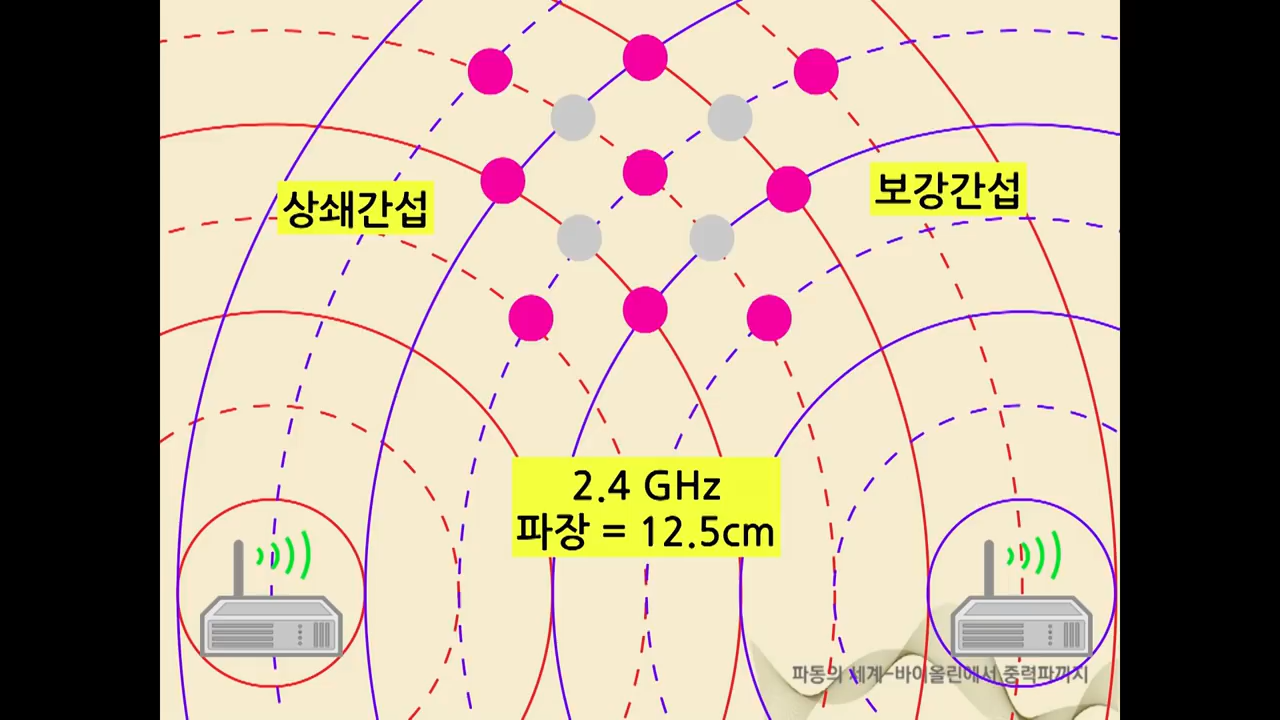 상쇄간섭
보강간섭
2.4 GHz
파장 = 12.5cm
파동의 세계-바이올린에서 중력파까지